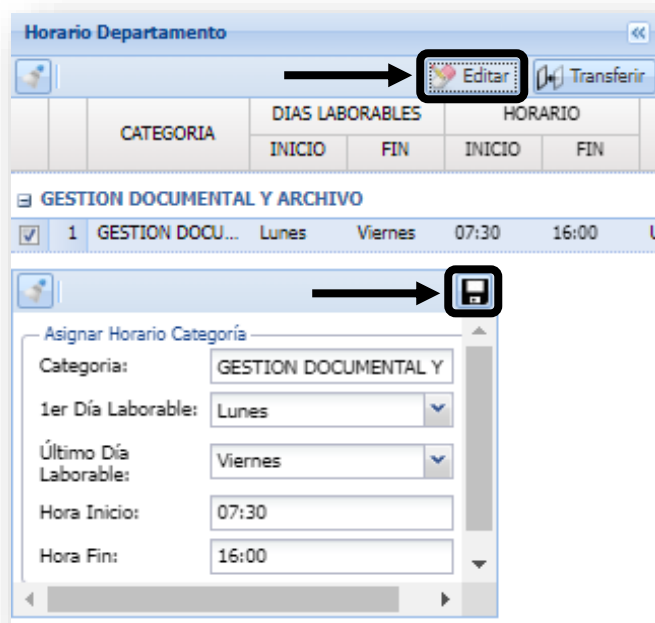 Horario Departamento
Editar Transferir
CATEGORIA DIAS LABORABLES HORARIO
INICIO FIN INICIO FIN
GESTION DOCUMENTAL Y ARCHIVO
1 GESTION DOCU... Lunes Viernes 07:30 16:00
Asignar Horario Categoría
Categoria: GESTION DOCUMENTAL Y
1er Día Laborable: Lunes
Último Día
Laborable: Viernes
Hora Inicio: 07:30
Hora Fin: 16:00